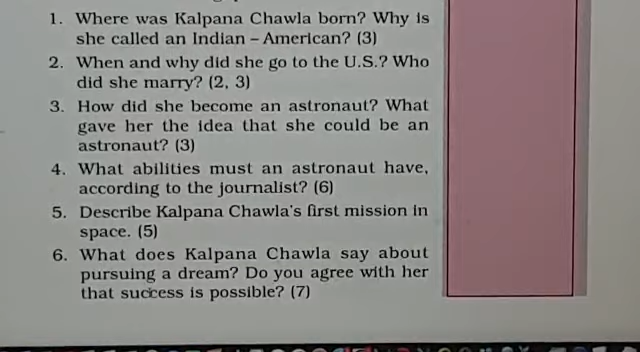 1. Where was Kalpana Chawla born? Why is
she called an Indian – American? (3)
2. When and why did she go to the U.S.? Who
did she marry? (2, 3)
3. How did she become an astronaut? What
gave her the idea that she could be an
astronaut? (3)
4. What abilities must an astronaut have,
according to the journalist? (6)
5. Describe Kalpana Chawla's first mission in
space. (5)
6. What does Kalpana Chawla say about
pursuing a dream? Do you agree with her
that success is possible? (7)